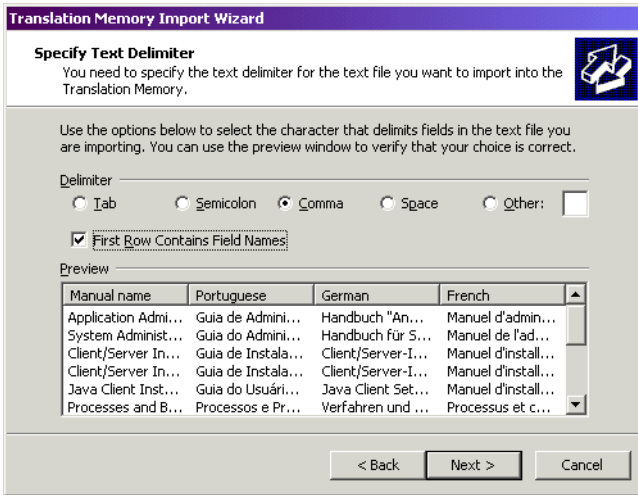 Translation Memory Import Wizard
Specify Text Delimiter
You need to specify the text delimiter for the text file you want to import into the
Translation Memory.
Use the options below to select the character that delimits fields in the text file you
are importing. You can use the preview window to verify that your choice is correct.
Delimiter
Tab Semicolon Comma Space Other:
First Row Contains Field Names
Preview
Manual name Portuguese German French
Application Admi... Guia de Admini... Handbuch "An... Manuel d'admin...
System Administ... Guia do Admini... Handbuch für S... Manuel de l'ad...
Client/Server In... Guia de Instala... Client/Server-I... Manuel d'install...
Client/Server In... Guia de Instala... Client/Server-I... Manuel d'install...
Java Client Inst... Guia do Usuári... Java Client Set... Manuel d'install...
Processes and B... Processos e Pr... Verfahren und ... Processus et c...
< Back Next > Cancel